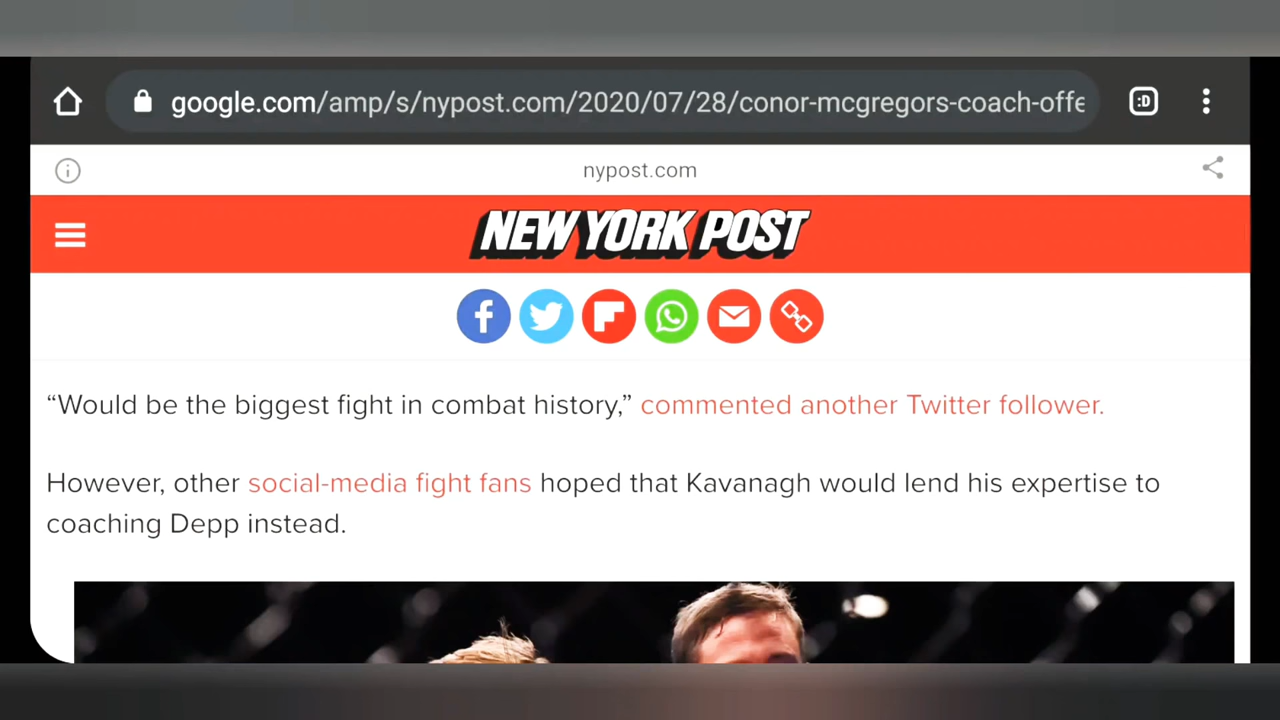 google.com/amp/s/nypost.com/2020/07/28/conor-mcgregors-coach-offe
:D
nypost.com
NEW YORK POST
“Would be the biggest fight in combat history,” commented another Twitter follower.
However, other social-media fight fans hoped that Kavanagh would lend his expertise to
coaching Depp instead.